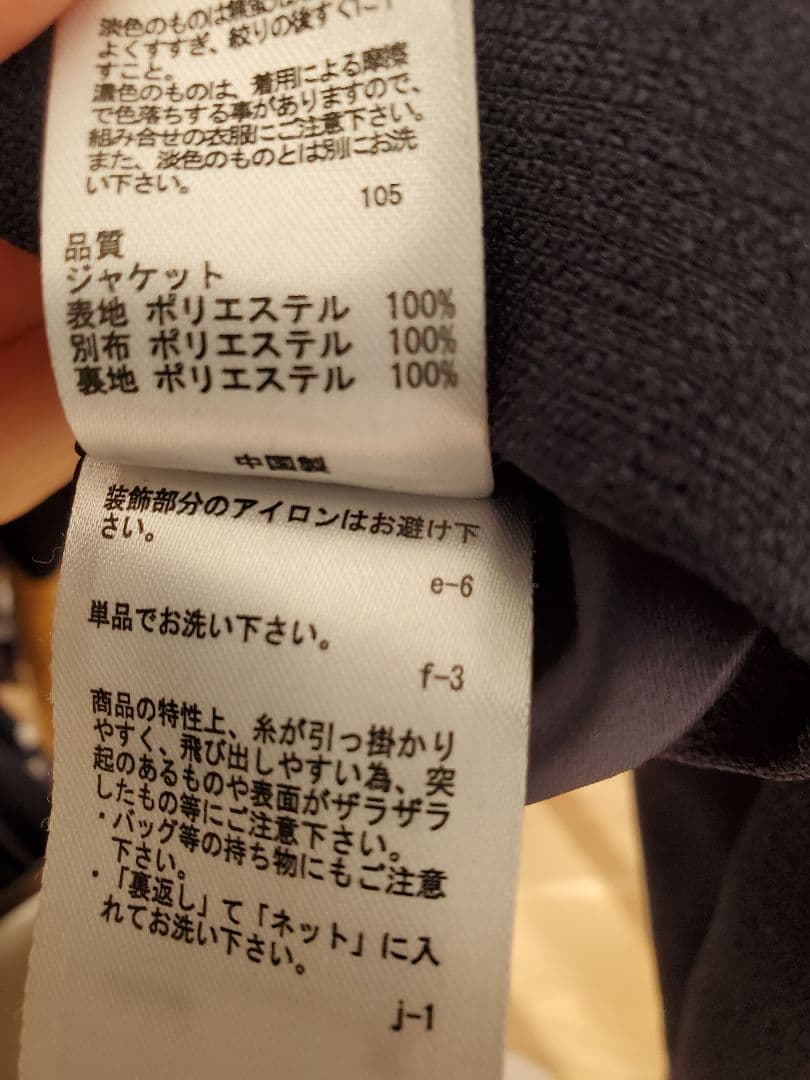 淡色のものは無蛍
よくすすぎ、絞りの後すぐに
すこと。
濃色のものは、着用による摩擦
で色落ちする事がありますので、
組み合せの衣服にご注意下さい。
また、淡色のものとは別にお洗
い下さい。
105
品質
ジャケット
表地 ポリエステル 100%
別布 ポリエステル 100%
裏地 ポリエステル 100%
中国製
装飾部分のアイロンはお避け下
さい。
e-6
単品でお洗い下さい。
f-3
商品の特性上、糸が引っ掛かり
やすく、飛び出しやすい為、突
起のあるものや表面がザラザラ
したもの等にご注意下さい。
・バッグ等の持ち物にもご注意
下さい。
・「裏返し」て「ネット」に入
れてお洗い下さい。
j-1